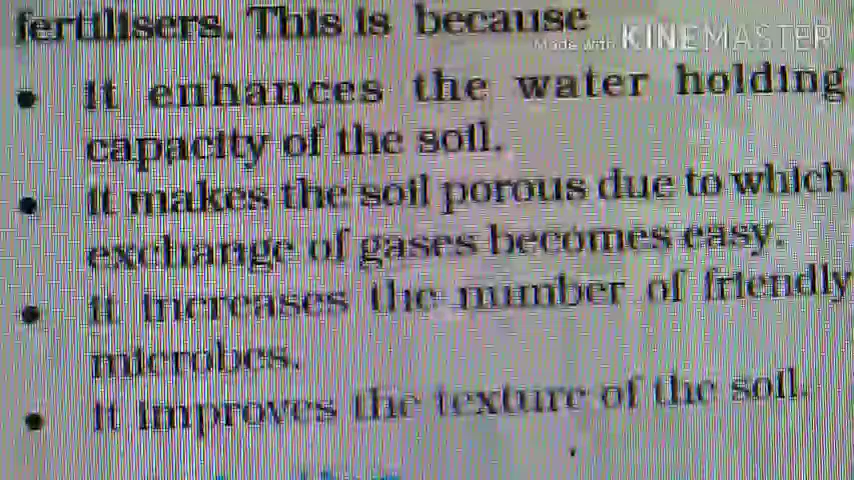 fertilisers. This is because
Made with KINEMASTER
• it enhances the water holding
capacity of the soil.
• it makes the soil porous due to which
exchange of gases becomes easy.
• it increases the number of friendly
microbes.
• it improves the texture of the soil.